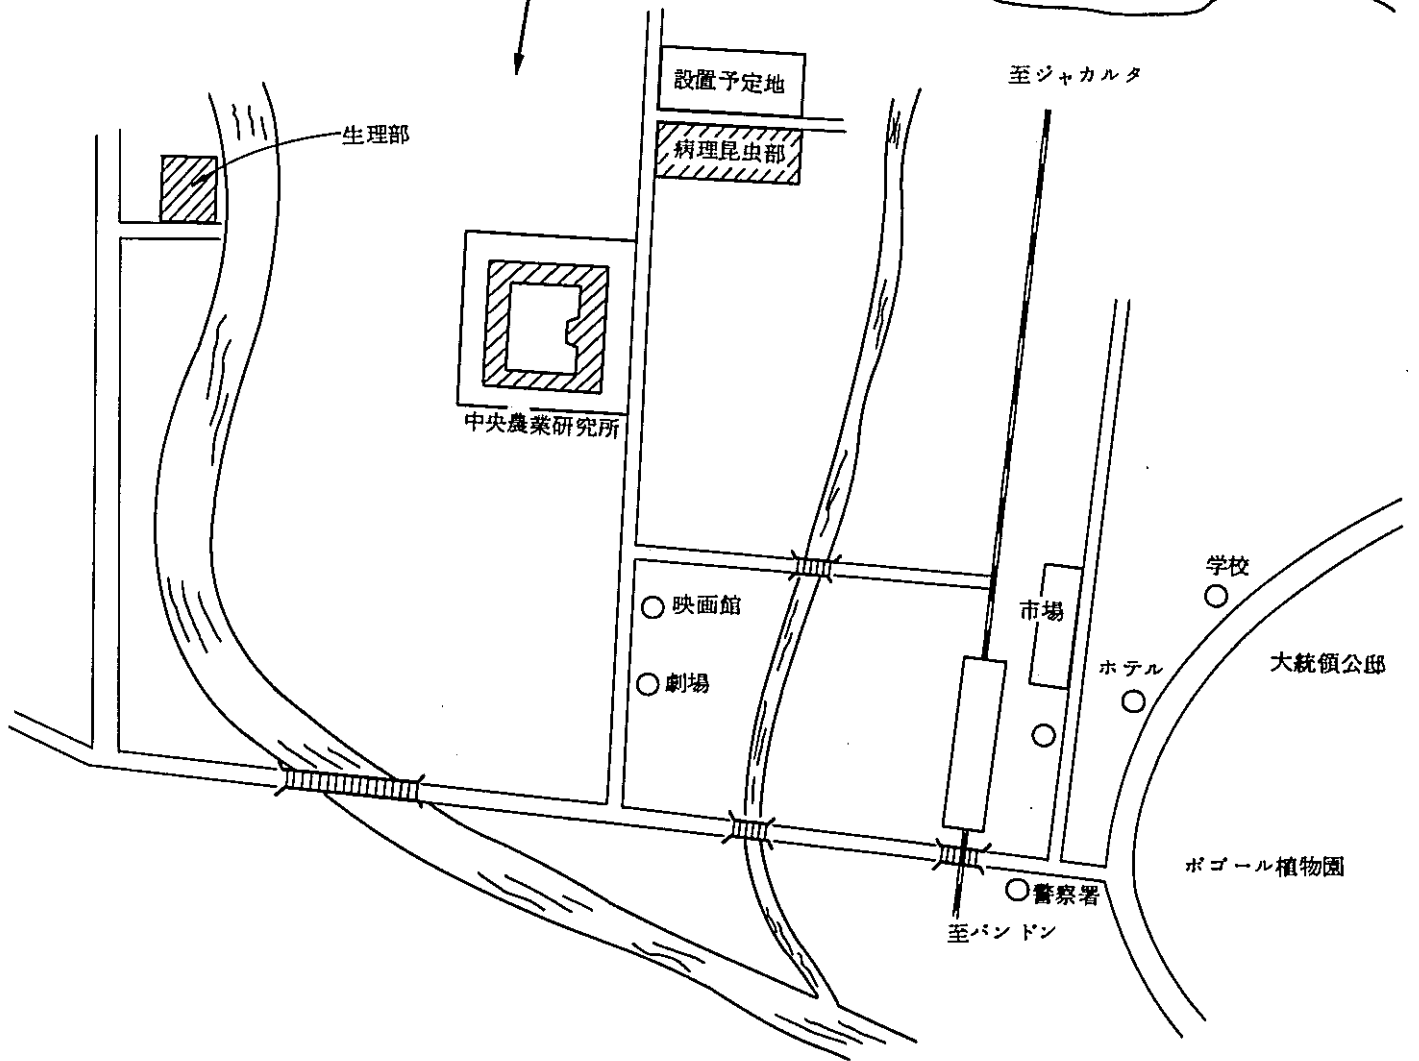 至ジャカルタ
設置予定地
生理部
病理昆虫部
中央農業研究所
学校
映画館
市場
大統領公邸
ホテル
劇場
ボゴール植物園
警察署
至バンドン